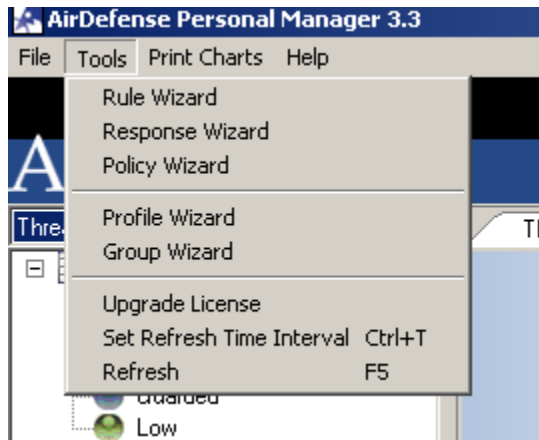 AirDefense Personal Manager 3.3
File Tools Print Charts Help
Rule Wizard
Response Wizard
Policy Wizard
Profile Wizard
Group Wizard
Upgrade License
Set Refresh Time Interval Ctrl+T
Refresh F5
Low